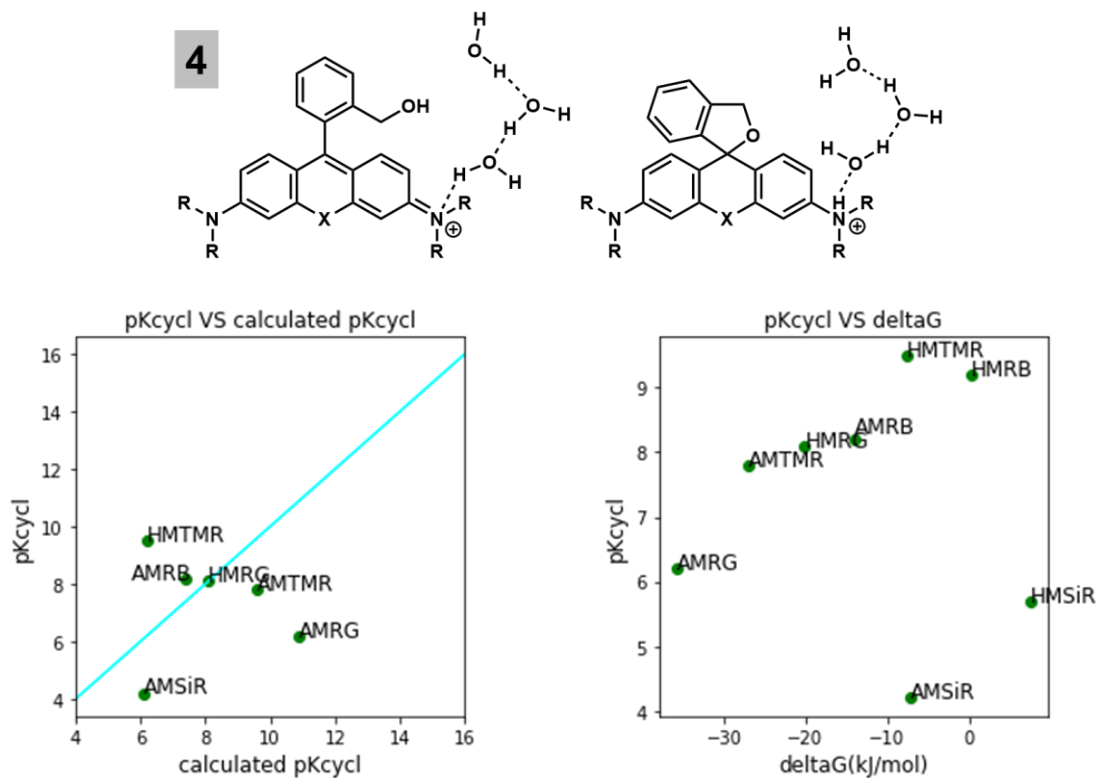 4
H
O
H
OH
O
H
H
H
O
H
R
N
R
X
N
R
R
H
O
H
H
O
H
H
O
H
O
H
R
N
R
X
N
R
R
pKcycl VS calculated pKcycl
16
14
12
10
8
6
4
HMTMR
AMRB
HMRG
AMTMR
AMRG
AMSiR
4 6 8 10 12 14 16
pKcycl
calculated pKcycl
pKcycl VS deltaG
9
8
7
6
5
4
HMTMR
HMRB
AMRB
HMRG
AMTMR
AMRG
HMSiR
AMSiR
−30 −20 −10 0
pKcycl
deltaG(kJ/mol)